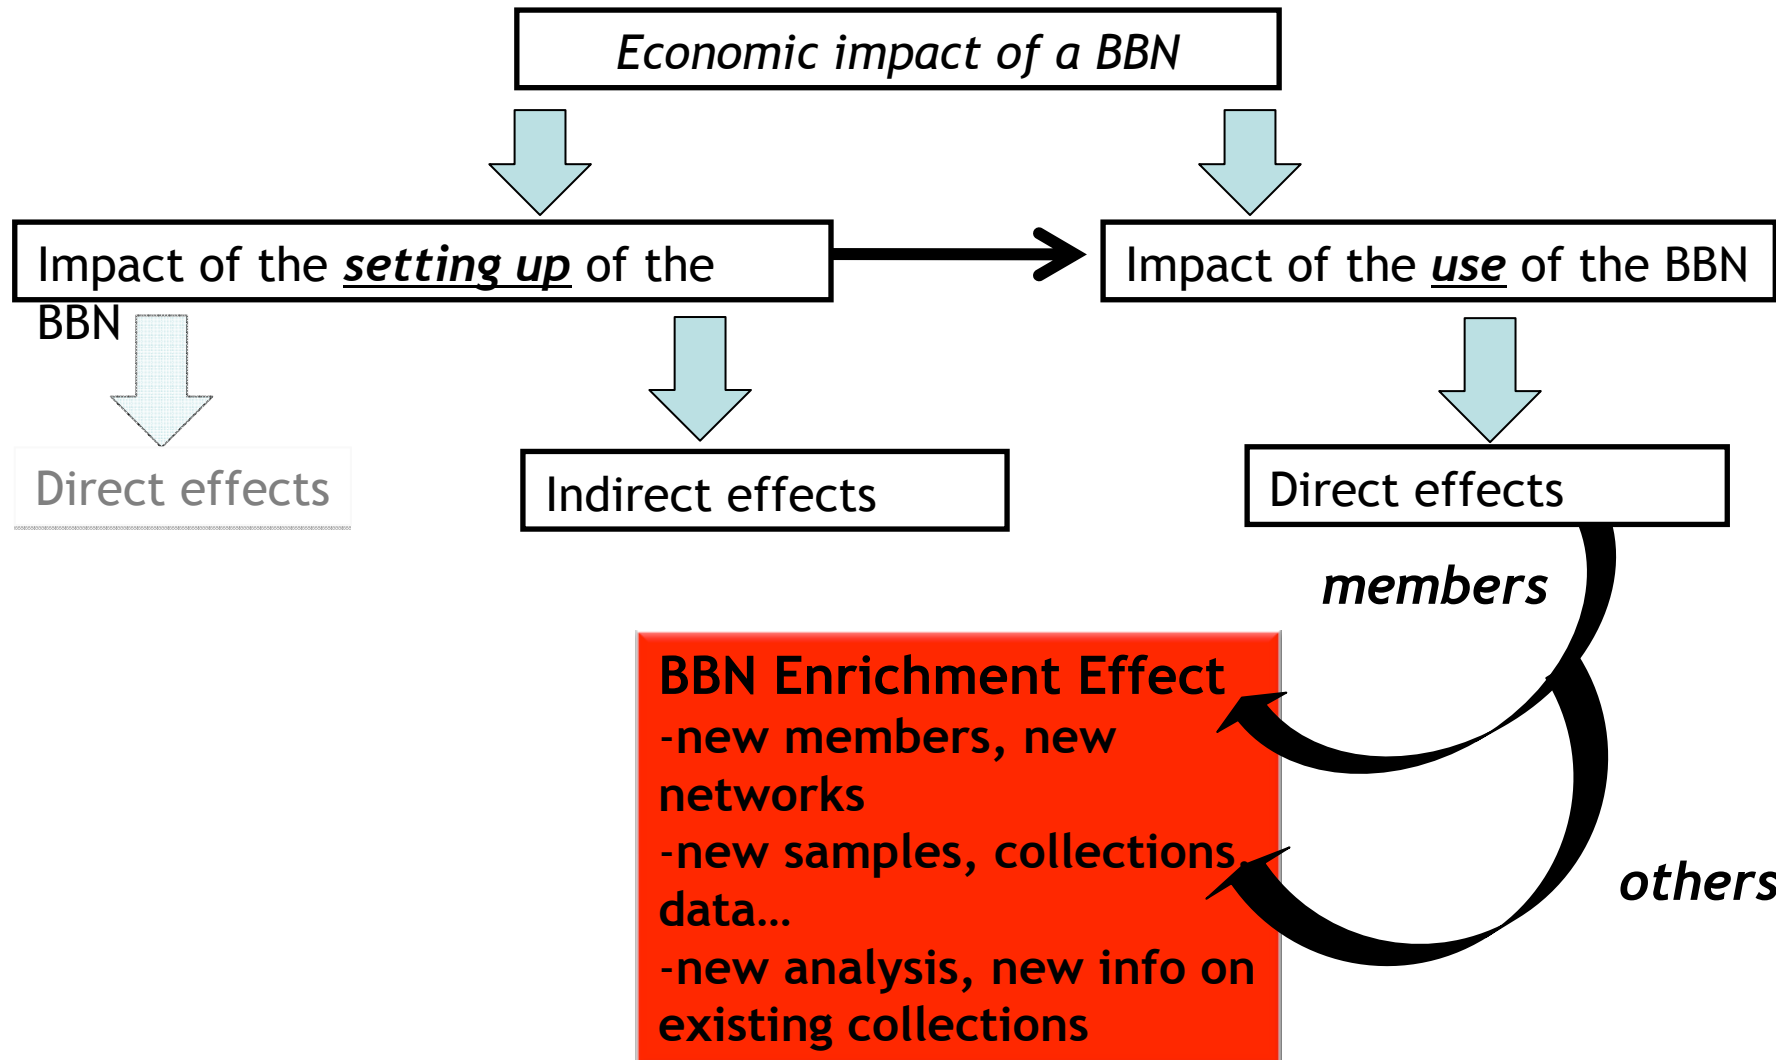 Economic impact of a BBN
Impact of the setting up of the
BBN
Impact of the use of the BBN
Direct effects
Indirect effects
Direct effects
members
BBN Enrichment Effect
-new members, new
networks
-new samples, collections,
data…
-new analysis, new info on
existing collections
others